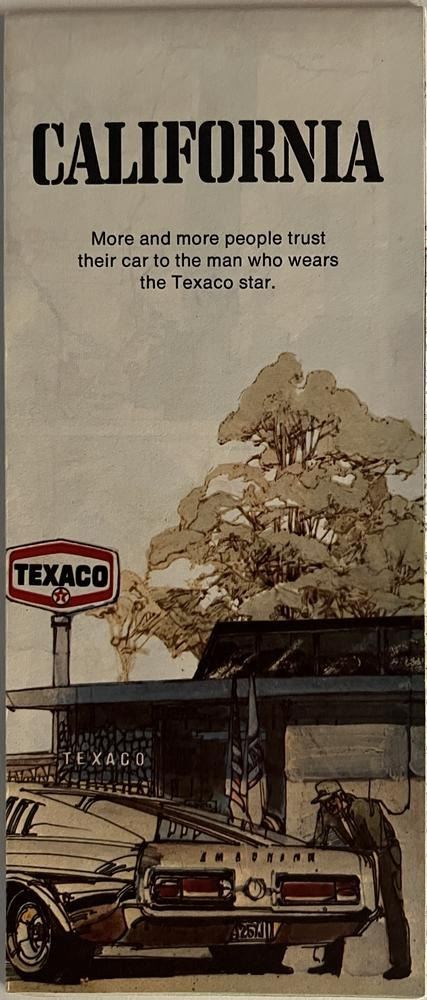 CALIFORNIA
More and more people trust
their car to the man who wears
the Texaco star.
TEXACO
TEXACO